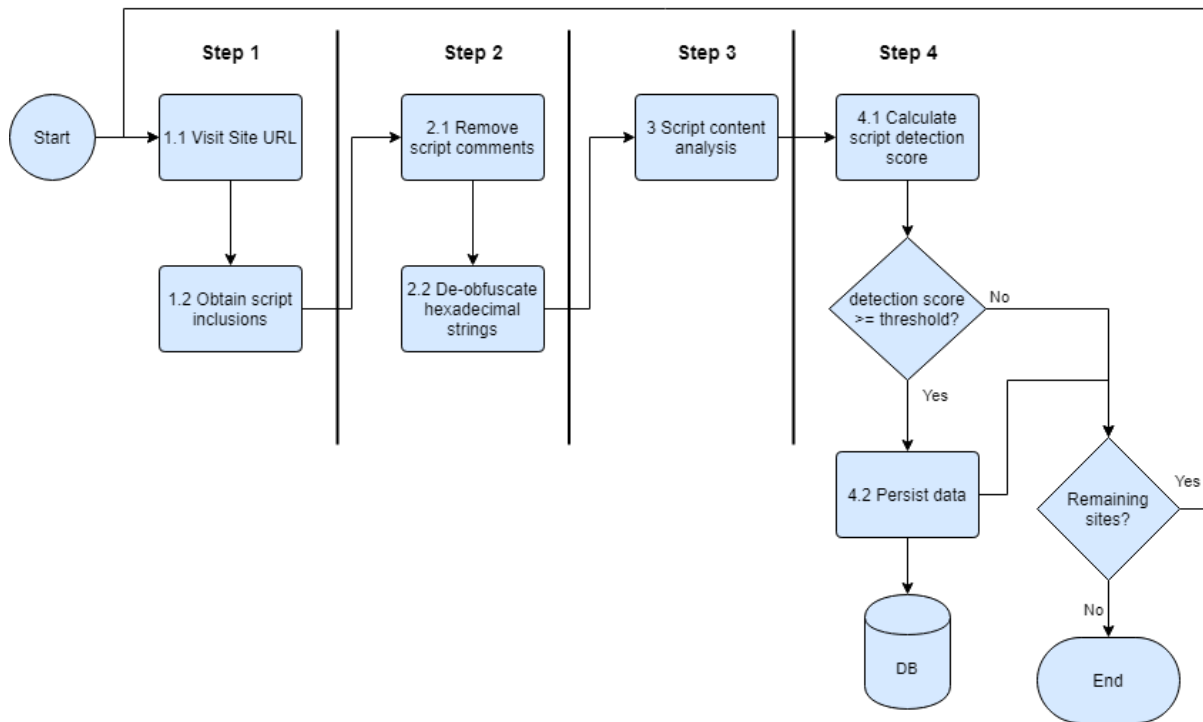 Step 1
Step 2
Step 3
Step 4
Start
1.1 Visit Site URL
2.1 Remove
script comments
3 Script content
analysis
4.1 Calculate
script detection
score
1.2 Obtain script
inclusions
2.2 De-obfuscate
hexadecimal
strings
detection score
>= threshold?
No
Yes
4.2 Persist data
Remaining
sites?
Yes
No
DB
End